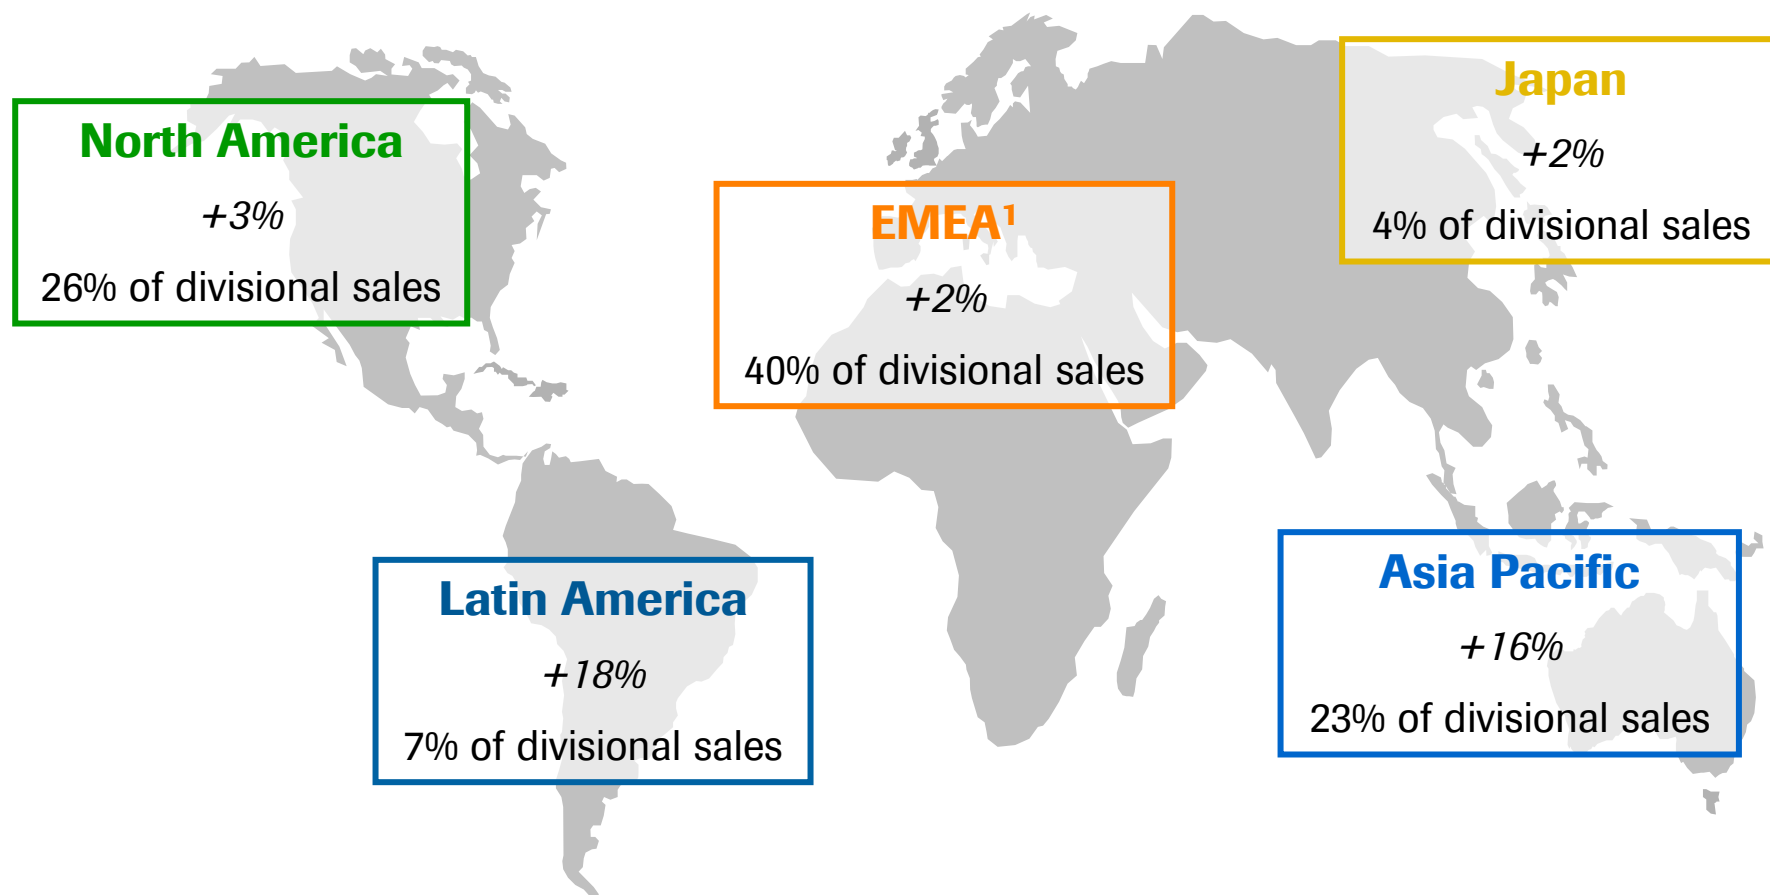 North America
+3%
26% of divisional sales
EMEA¹
+2%
40% of divisional sales
Japan
+2%
4% of divisional sales
Latin America
+18%
7% of divisional sales
Asia Pacific
+16%
23% of divisional sales